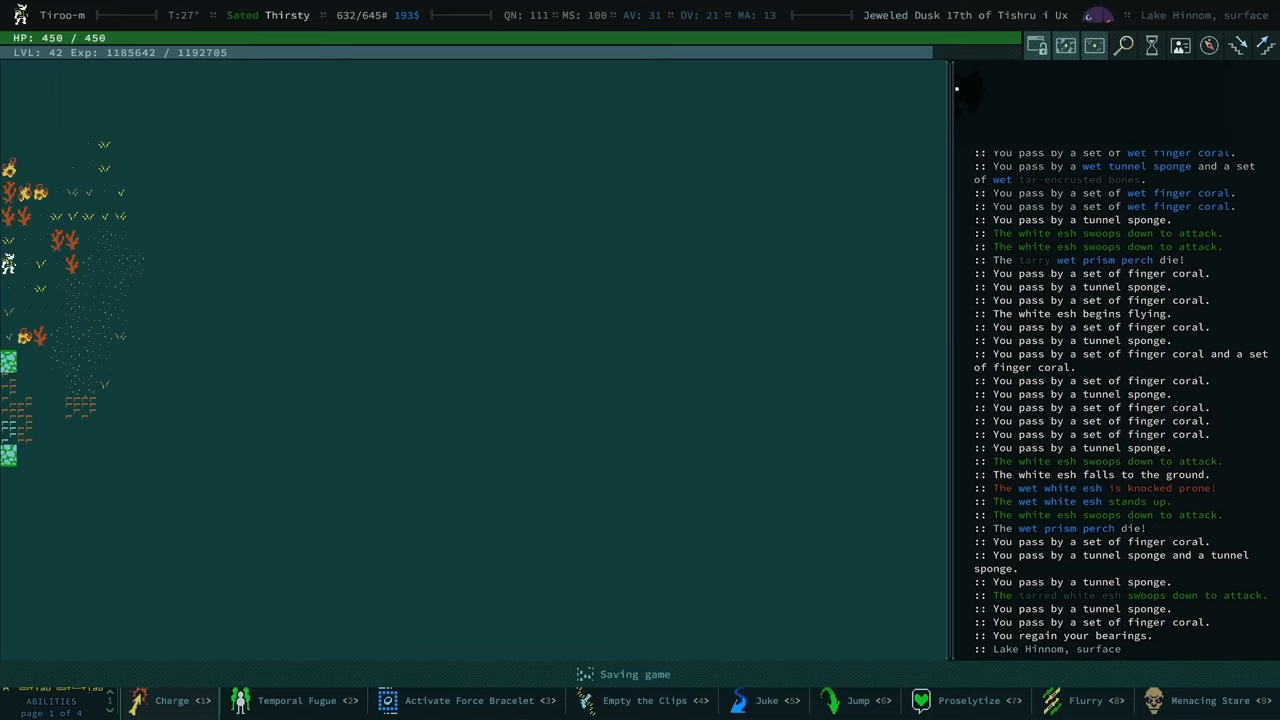 Tiroo-m T:27° Sated Thirsty 632/645# 193$ QN: 111 MS: 100 AV: 31 DV: 21 MA: 13 Jeweled Dusk 17th of Tishru i Ux Lake Hinnom, surface
HP: 450 / 450
LVL: 42 Exp: 1185642 / 1192705
:: You pass by a set of wet finger coral.
:: You pass by a wet tunnel sponge and a set
of wet tar-encrusted bones.
:: You pass by a set of wet finger coral.
:: You pass by a set of wet finger coral.
:: You pass by a tunnel sponge.
:: The white esh swoops down to attack.
:: The white esh swoops down to attack.
:: The tarry wet prism perch die!
:: You pass by a set of finger coral.
:: You pass by a tunnel sponge.
:: You pass by a set of finger coral.
:: The white esh begins flying.
:: You pass by a set of finger coral.
:: You pass by a tunnel sponge.
:: You pass by a set of finger coral and a set
of finger coral.
:: You pass by a set of finger coral.
:: You pass by a tunnel sponge.
:: You pass by a set of finger coral.
:: You pass by a set of finger coral.
:: You pass by a set of finger coral.
:: You pass by a tunnel sponge.
:: The white esh swoops down to attack.
:: The white esh falls to the ground.
:: The wet white esh is knocked prone!
:: The wet white esh stands up.
:: The white esh swoops down to attack.
:: The wet prism perch die!
:: You pass by a set of finger coral.
:: You pass by a tunnel sponge and a tunnel
sponge.
:: You pass by a tunnel sponge.
:: The tarred white esh swoops down to attack.
:: You pass by a tunnel sponge.
:: You pass by a set of finger coral.
:: You regain your bearings.
:: Lake Hinnom, surface
Saving game
ABILITIES
page 1 of 4
1
Charge <1> Temporal Fugue <2> Activate Force Bracelet <3> Empty the Clips <4> Juke <5> Jump <6> Proselytize <7> Flurry <8> Menacing Stare <9>